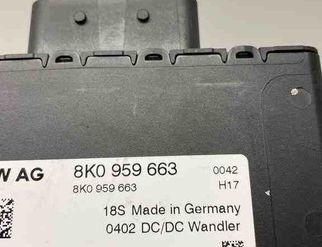 W AG 8K0 959 663 0042
8K0 959 663 H17
18S Made in Germany
0402 DC/DC Wandler